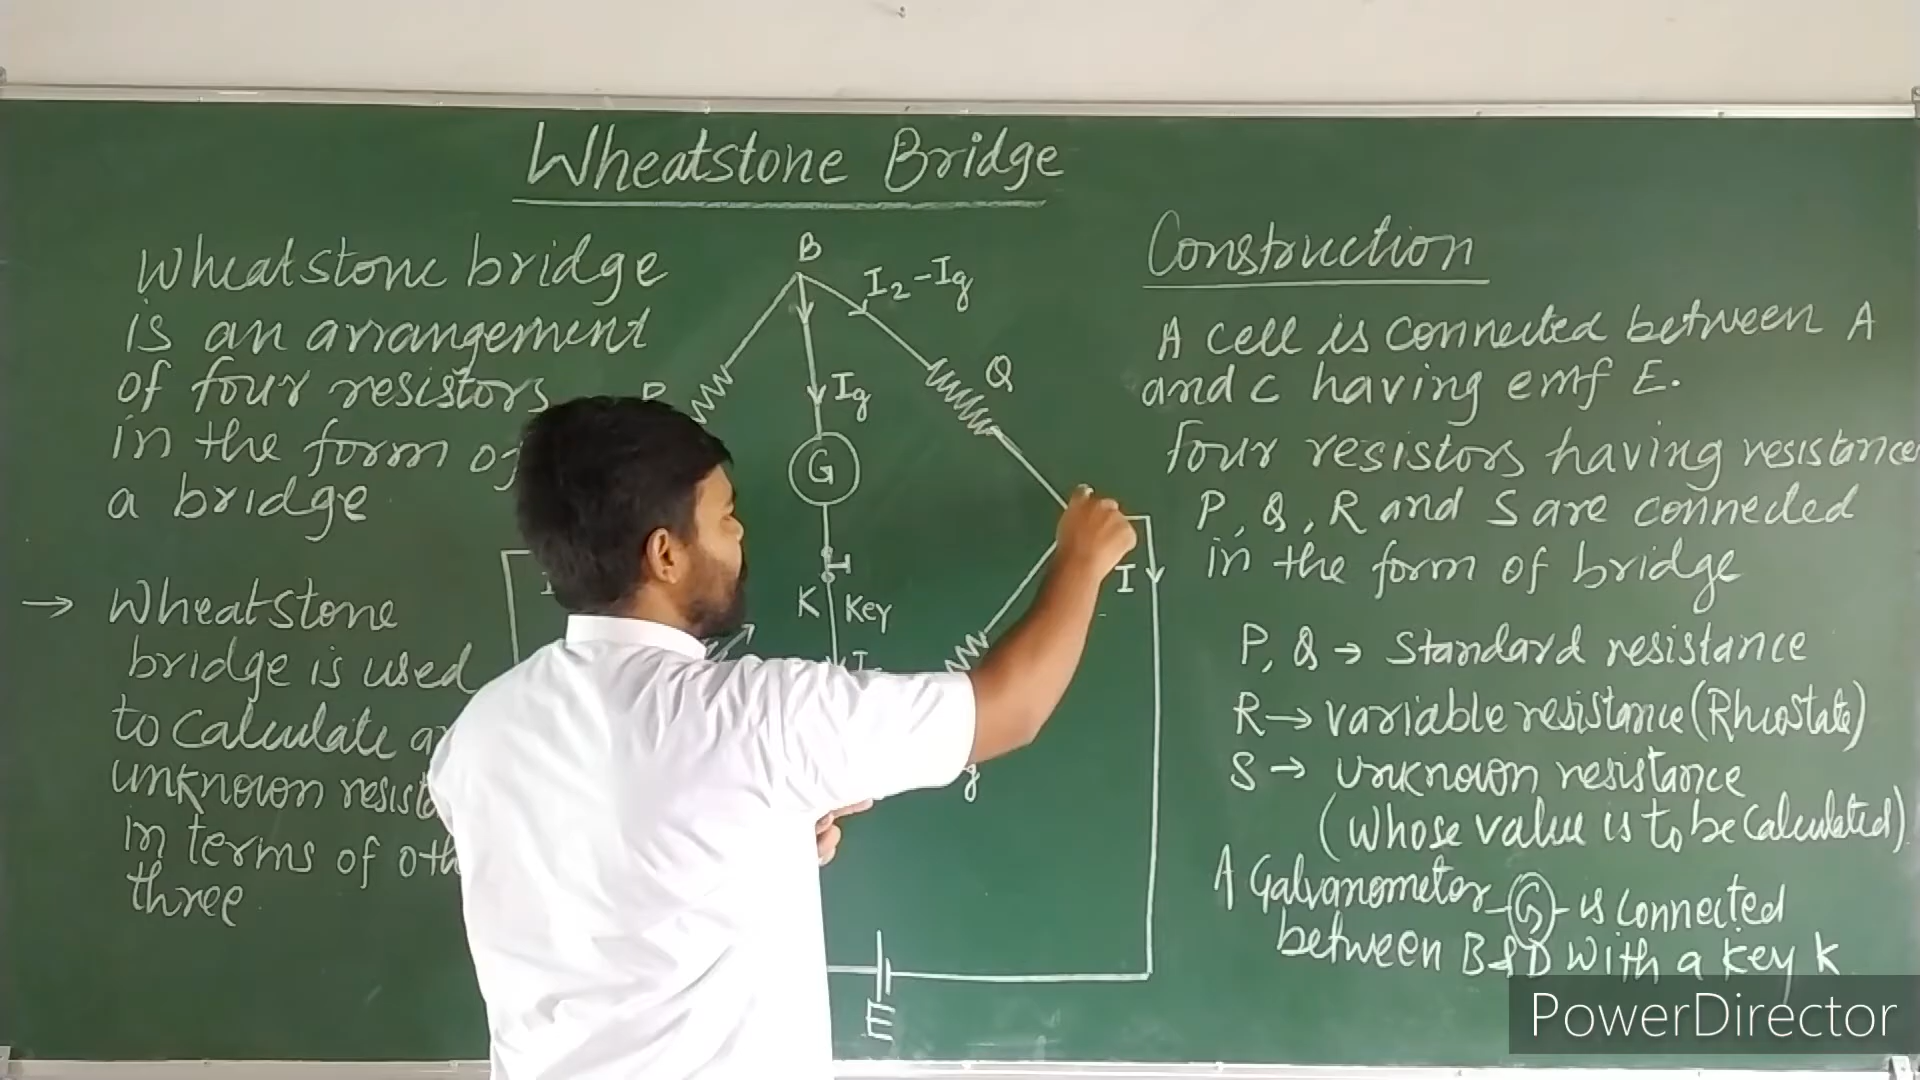 Wheatstone Bridge
Wheatstone bridge
is an arrangement
of four resistors
in the form of
a bridge
→ Wheatstone
bridge is used
to calculate
unknown
in terms of
three
B
I2-Ig
Q
Ig
G
K Key
I
E
Construction
A cell is connected between A
and C having emf E.
four resistors having resistance
P, Q, R and S are connected
in the form of bridge
P, Q → Standard resistance
R → variable resistance (Rheostate)
S → unknown resistance
(whose value is to be calculated)
A Galvanometor -G- is connected
between B & D with a key K
PowerDirector